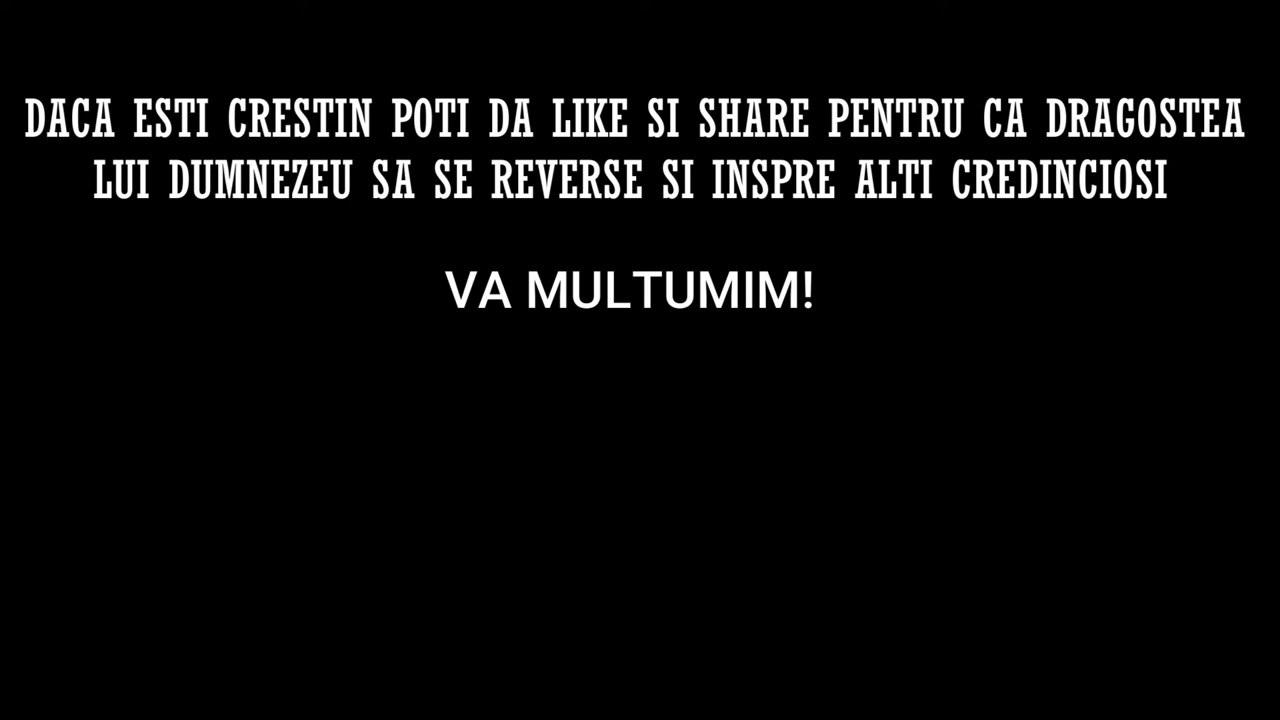 DACA ESTI CRESTIN POTI DA LIKE SI SHARE PENTRU CA DRAGOSTEA
LUI DUMNEZEU SA SE REVERSE SI INSPRE ALTI CREDINCIOSI
VA MULTUMIM!